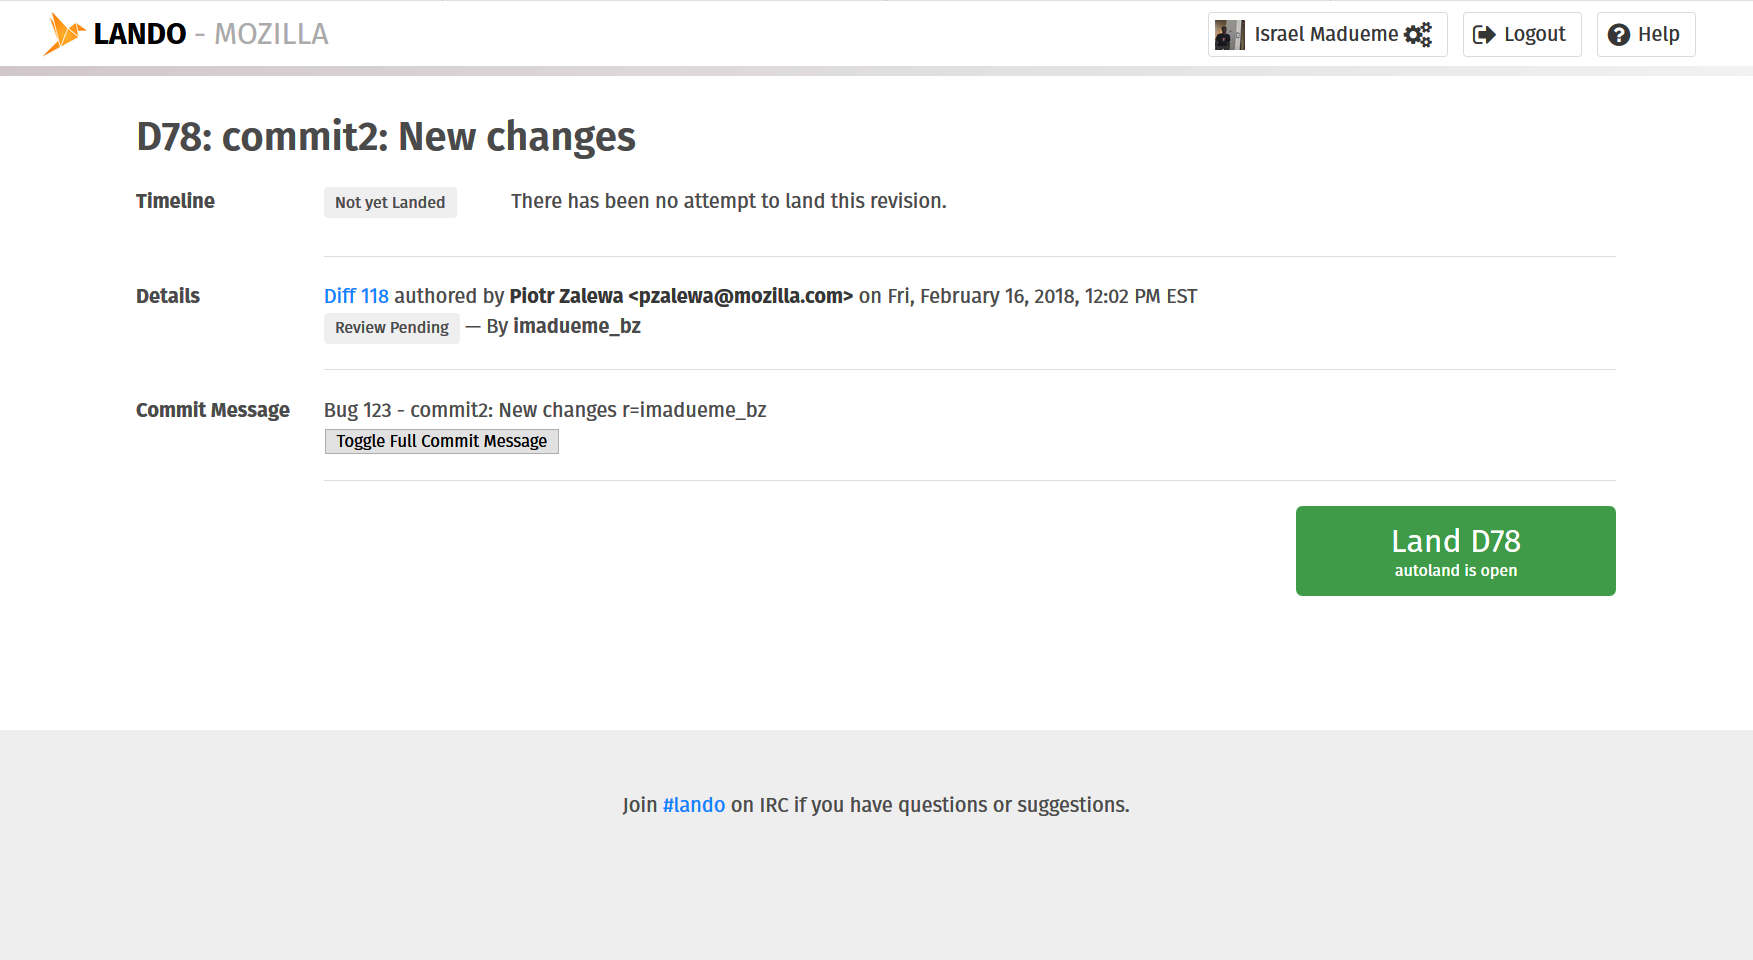 LANDO - MOZILLA
Israel Madueme
Logout
Help
D78: commit2: New changes
Timeline
Not yet Landed
There has been no attempt to land this revision.
Details
Diff 118 authored by Piotr Zalewa <pzalewa@mozilla.com> on Fri, February 16, 2018, 12:02 PM EST
Review Pending — By imadueme_bz
Commit Message
Bug 123 - commit2: New changes r=imadueme_bz
Toggle Full Commit Message
Land D78
autoland is open
Join #lando on IRC if you have questions or suggestions.